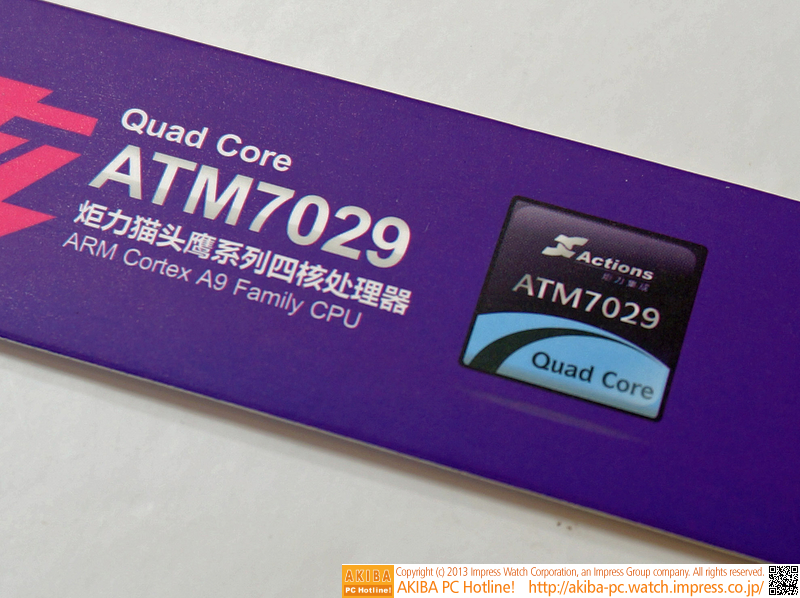 Quad Core
ATM7029
炬力猫头鹰系列四核处理器
ARM Cortex A9 Family CPU
Actions
炬力集成
ATM7029
Quad Core
AKIBA
PC Hotline!
Copyright (c) 2013 Impress Watch Corporation, an Impress Group company. All rights reserved.
AKIBA PC Hotline! http://akiba-pc.watch.impress.co.jp/